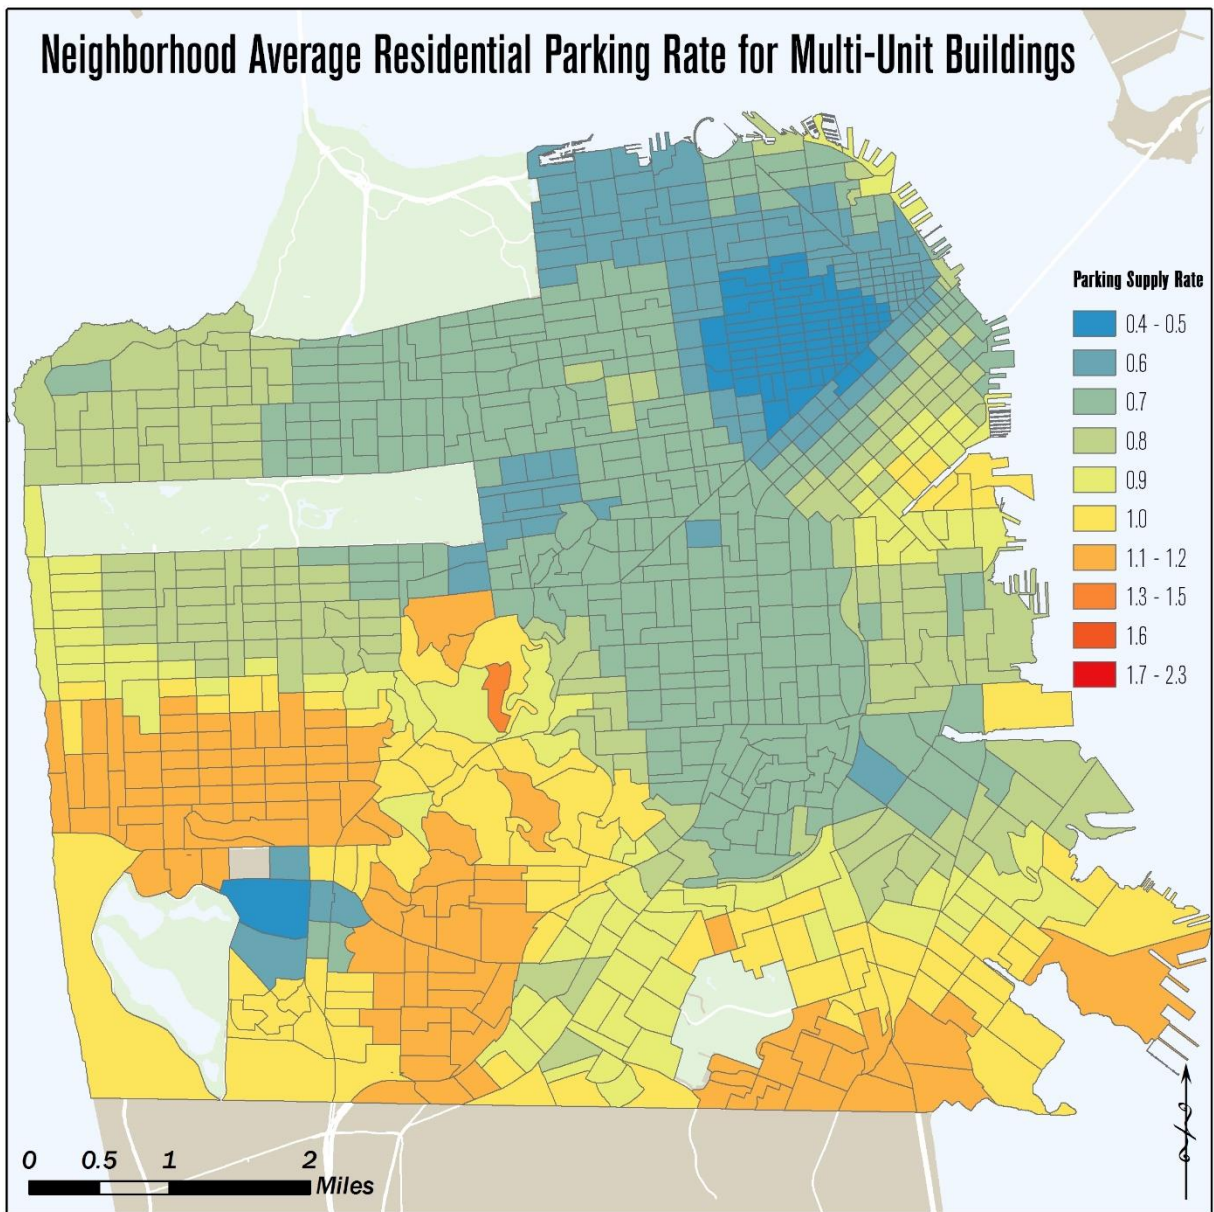 Neighborhood Average Residential Parking Rate for Multi-Unit Buildings
Parking Supply Rate
0.4 - 0.5
0.6
0.7
0.8
0.9
1.0
1.1 - 1.2
1.3 - 1.5
1.6
1.7 - 2.3
0 0.5 1 2
Miles